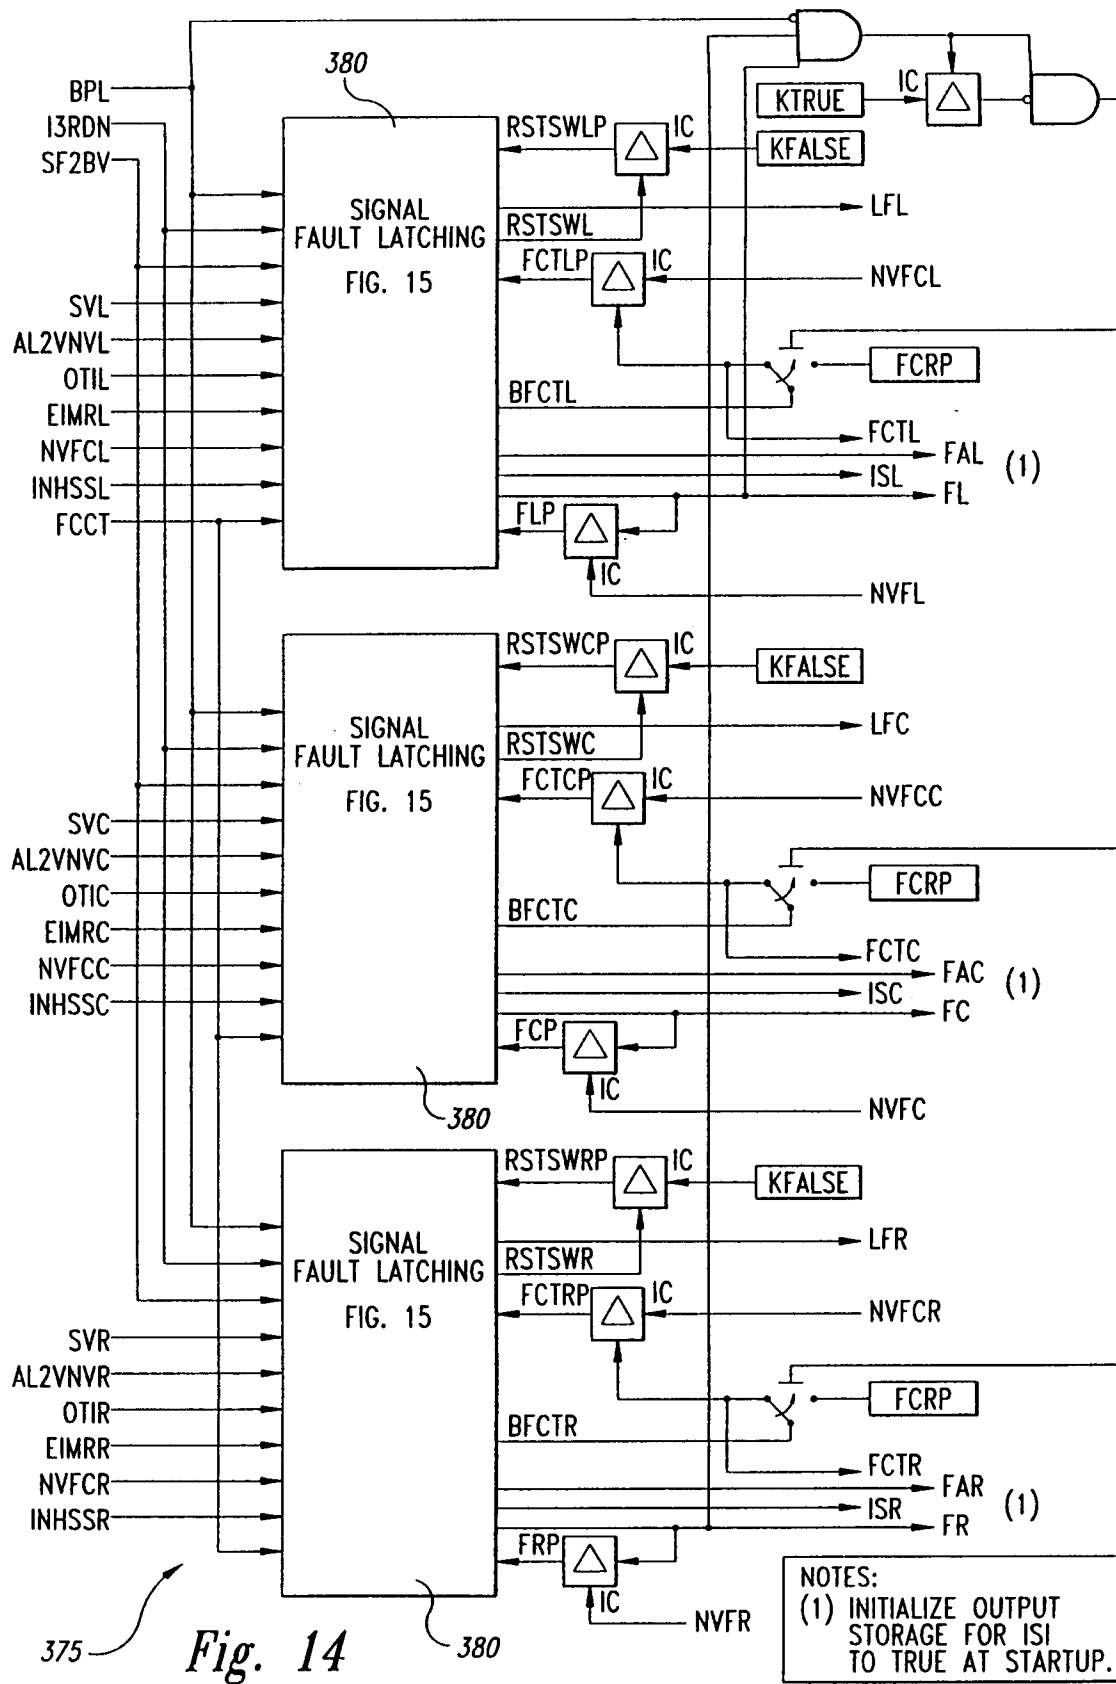 380
BPL
I3RDN
SF2BV
KTRUE
IC
RSTSWLP
IC
KFALSE
SIGNAL
FAULT LATCHING
FIG. 15
LFL
RSTSWL
FCTLP
IC
NVFCL
SVL
AL2VNVL
OTIL
EIMRL
NVFCL
INHSSL
FCCT
FCRP
BFCTL
FCTL
FAL
(1)
ISL
FL
FLP
IC
NVFL
RSTSWCP
IC
KFALSE
SIGNAL
FAULT LATCHING
FIG. 15
LFC
RSTSWC
FCTCP
IC
NVFCC
SVC
AL2VNVC
OTIC
EIMRC
NVFCC
INHSSC
FCRP
BFCTC
FCTC
FAC
(1)
ISC
FC
FCP
IC
NVFC
380
RSTSWRP
IC
KFALSE
SIGNAL
FAULT LATCHING
FIG. 15
LFR
RSTSWR
FCTRP
IC
NVFCR
SVR
AL2VNVR
OTIR
EIMRR
NVFCR
INHSSR
FCRP
BFCTR
FCTR
FAR
(1)
ISR
FR
FRP
IC
NVFR
380
375
Fig. 14
NOTES:
(1) INITIALIZE OUTPUT
STORAGE FOR ISI
TO TRUE AT STARTUP.